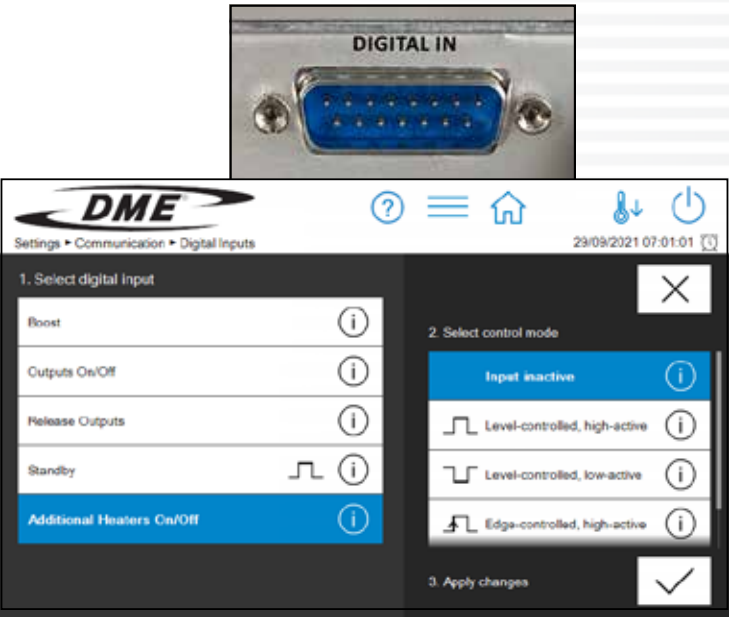 DIGITAL IN
DME
Settings ▸ Communication ▸ Digital Inputs
29/09/2021 07:01:01
1. Select digital input
Boost
Outputs On/Off
Release Outputs
Standby
Additional Heaters On/Off
2. Select control mode
Input inactive
Level-controlled, high-active
Level-controlled, low-active
Edge-controlled, high-active
3. Apply changes